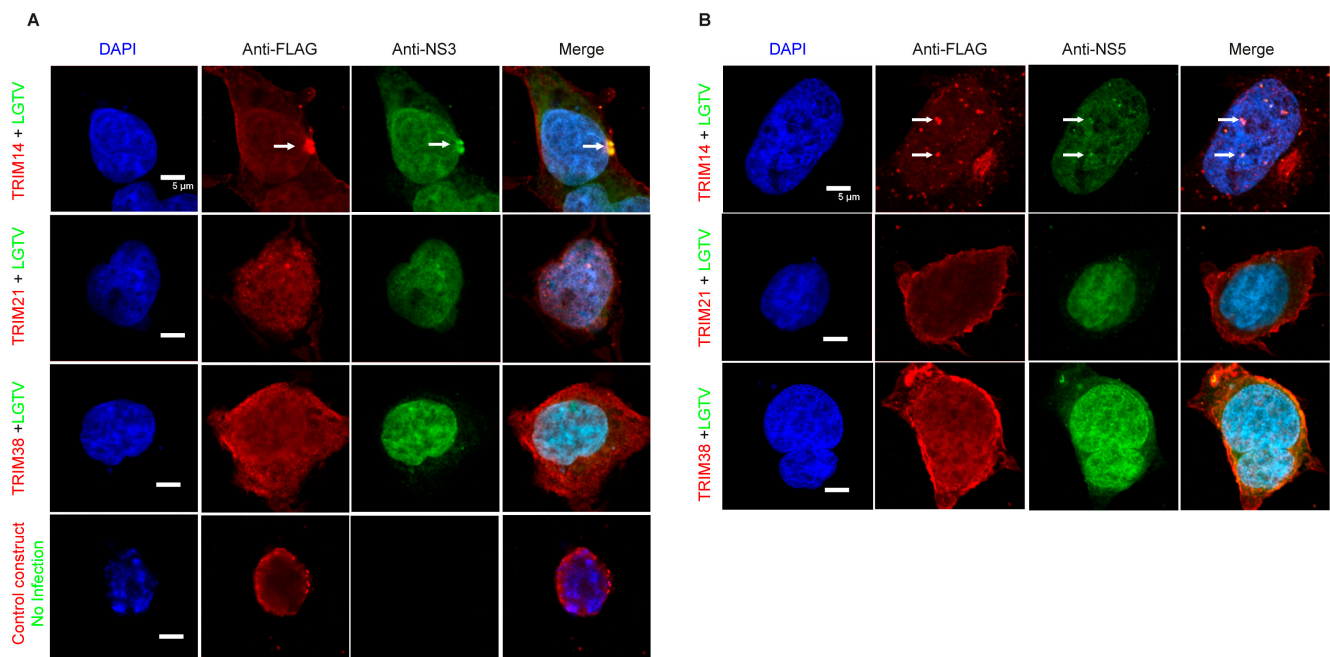 A
B
DAPI Anti-FLAG Anti-NS3 Merge
DAPI Anti-FLAG Anti-NS5 Merge
TRIM14 + LGTV
5 µm
TRIM14 + LGTV
5 µm
TRIM21 + LGTV
TRIM21 + LGTV
TRIM38 +LGTV
TRIM38 +LGTV
Control construct
No Infection